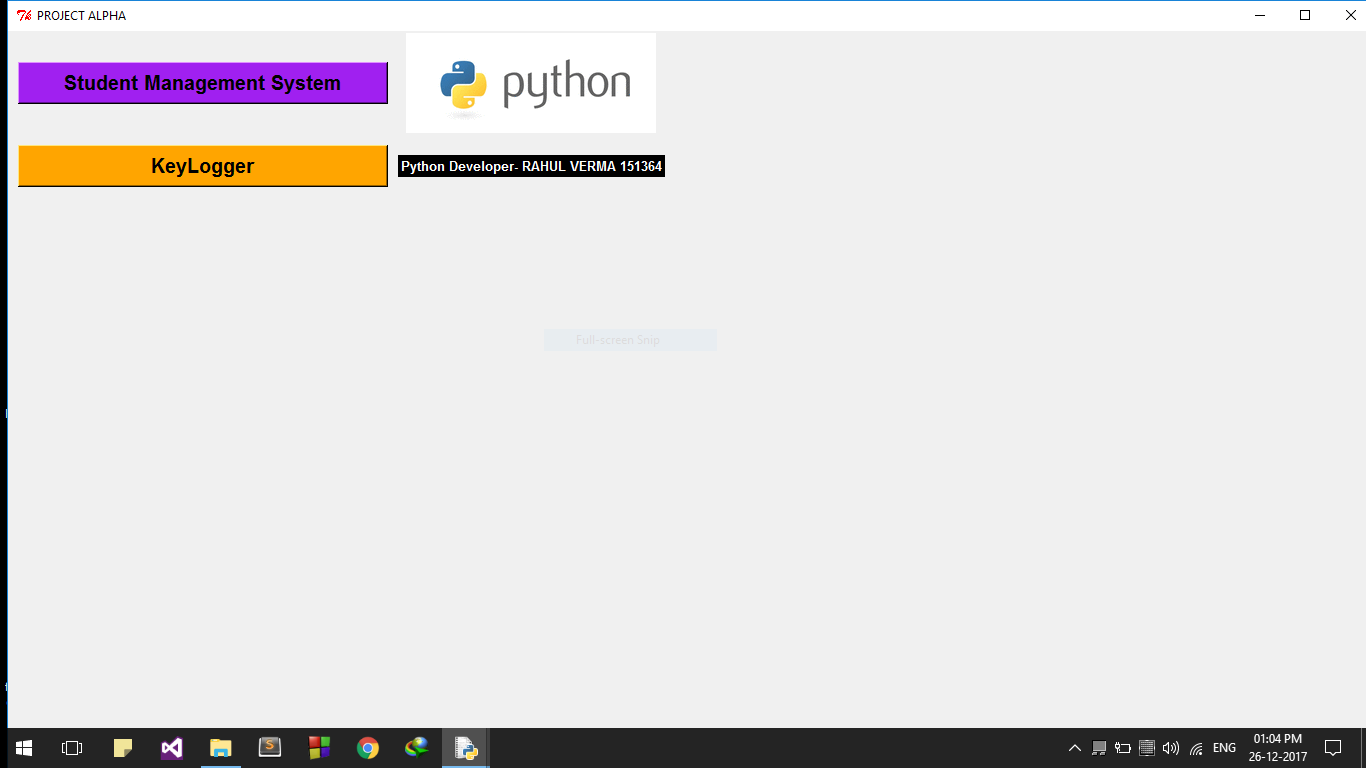 PROJECT ALPHA
Student Management System
python
KeyLogger
Python Developer- RAHUL VERMA 151364
Full-screen Snip
ENG
01:04 PM
26-12-2017